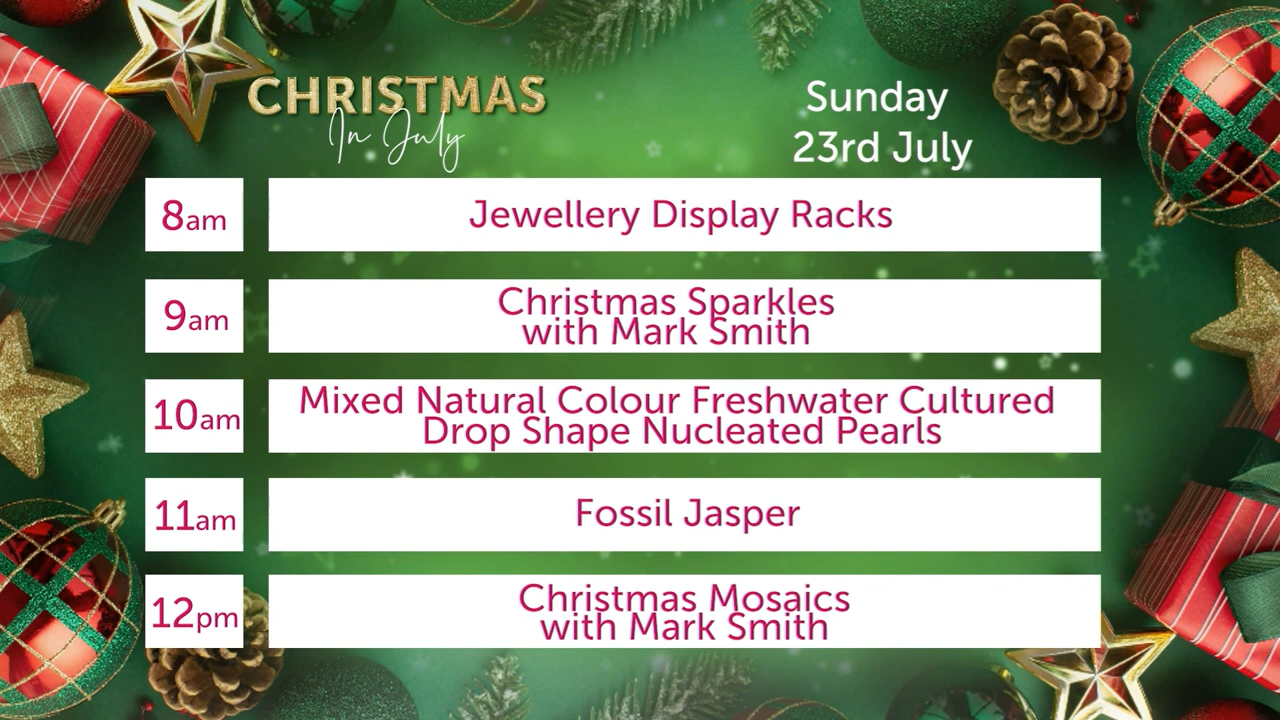 CHRISTMAS
In July
Sunday
23rd July
8am
Jewellery Display Racks
9am
Christmas Sparkles
with Mark Smith
10am
Mixed Natural Colour Freshwater Cultured
Drop Shape Nucleated Pearls
11am
Fossil Jasper
12pm
Christmas Mosaics
with Mark Smith